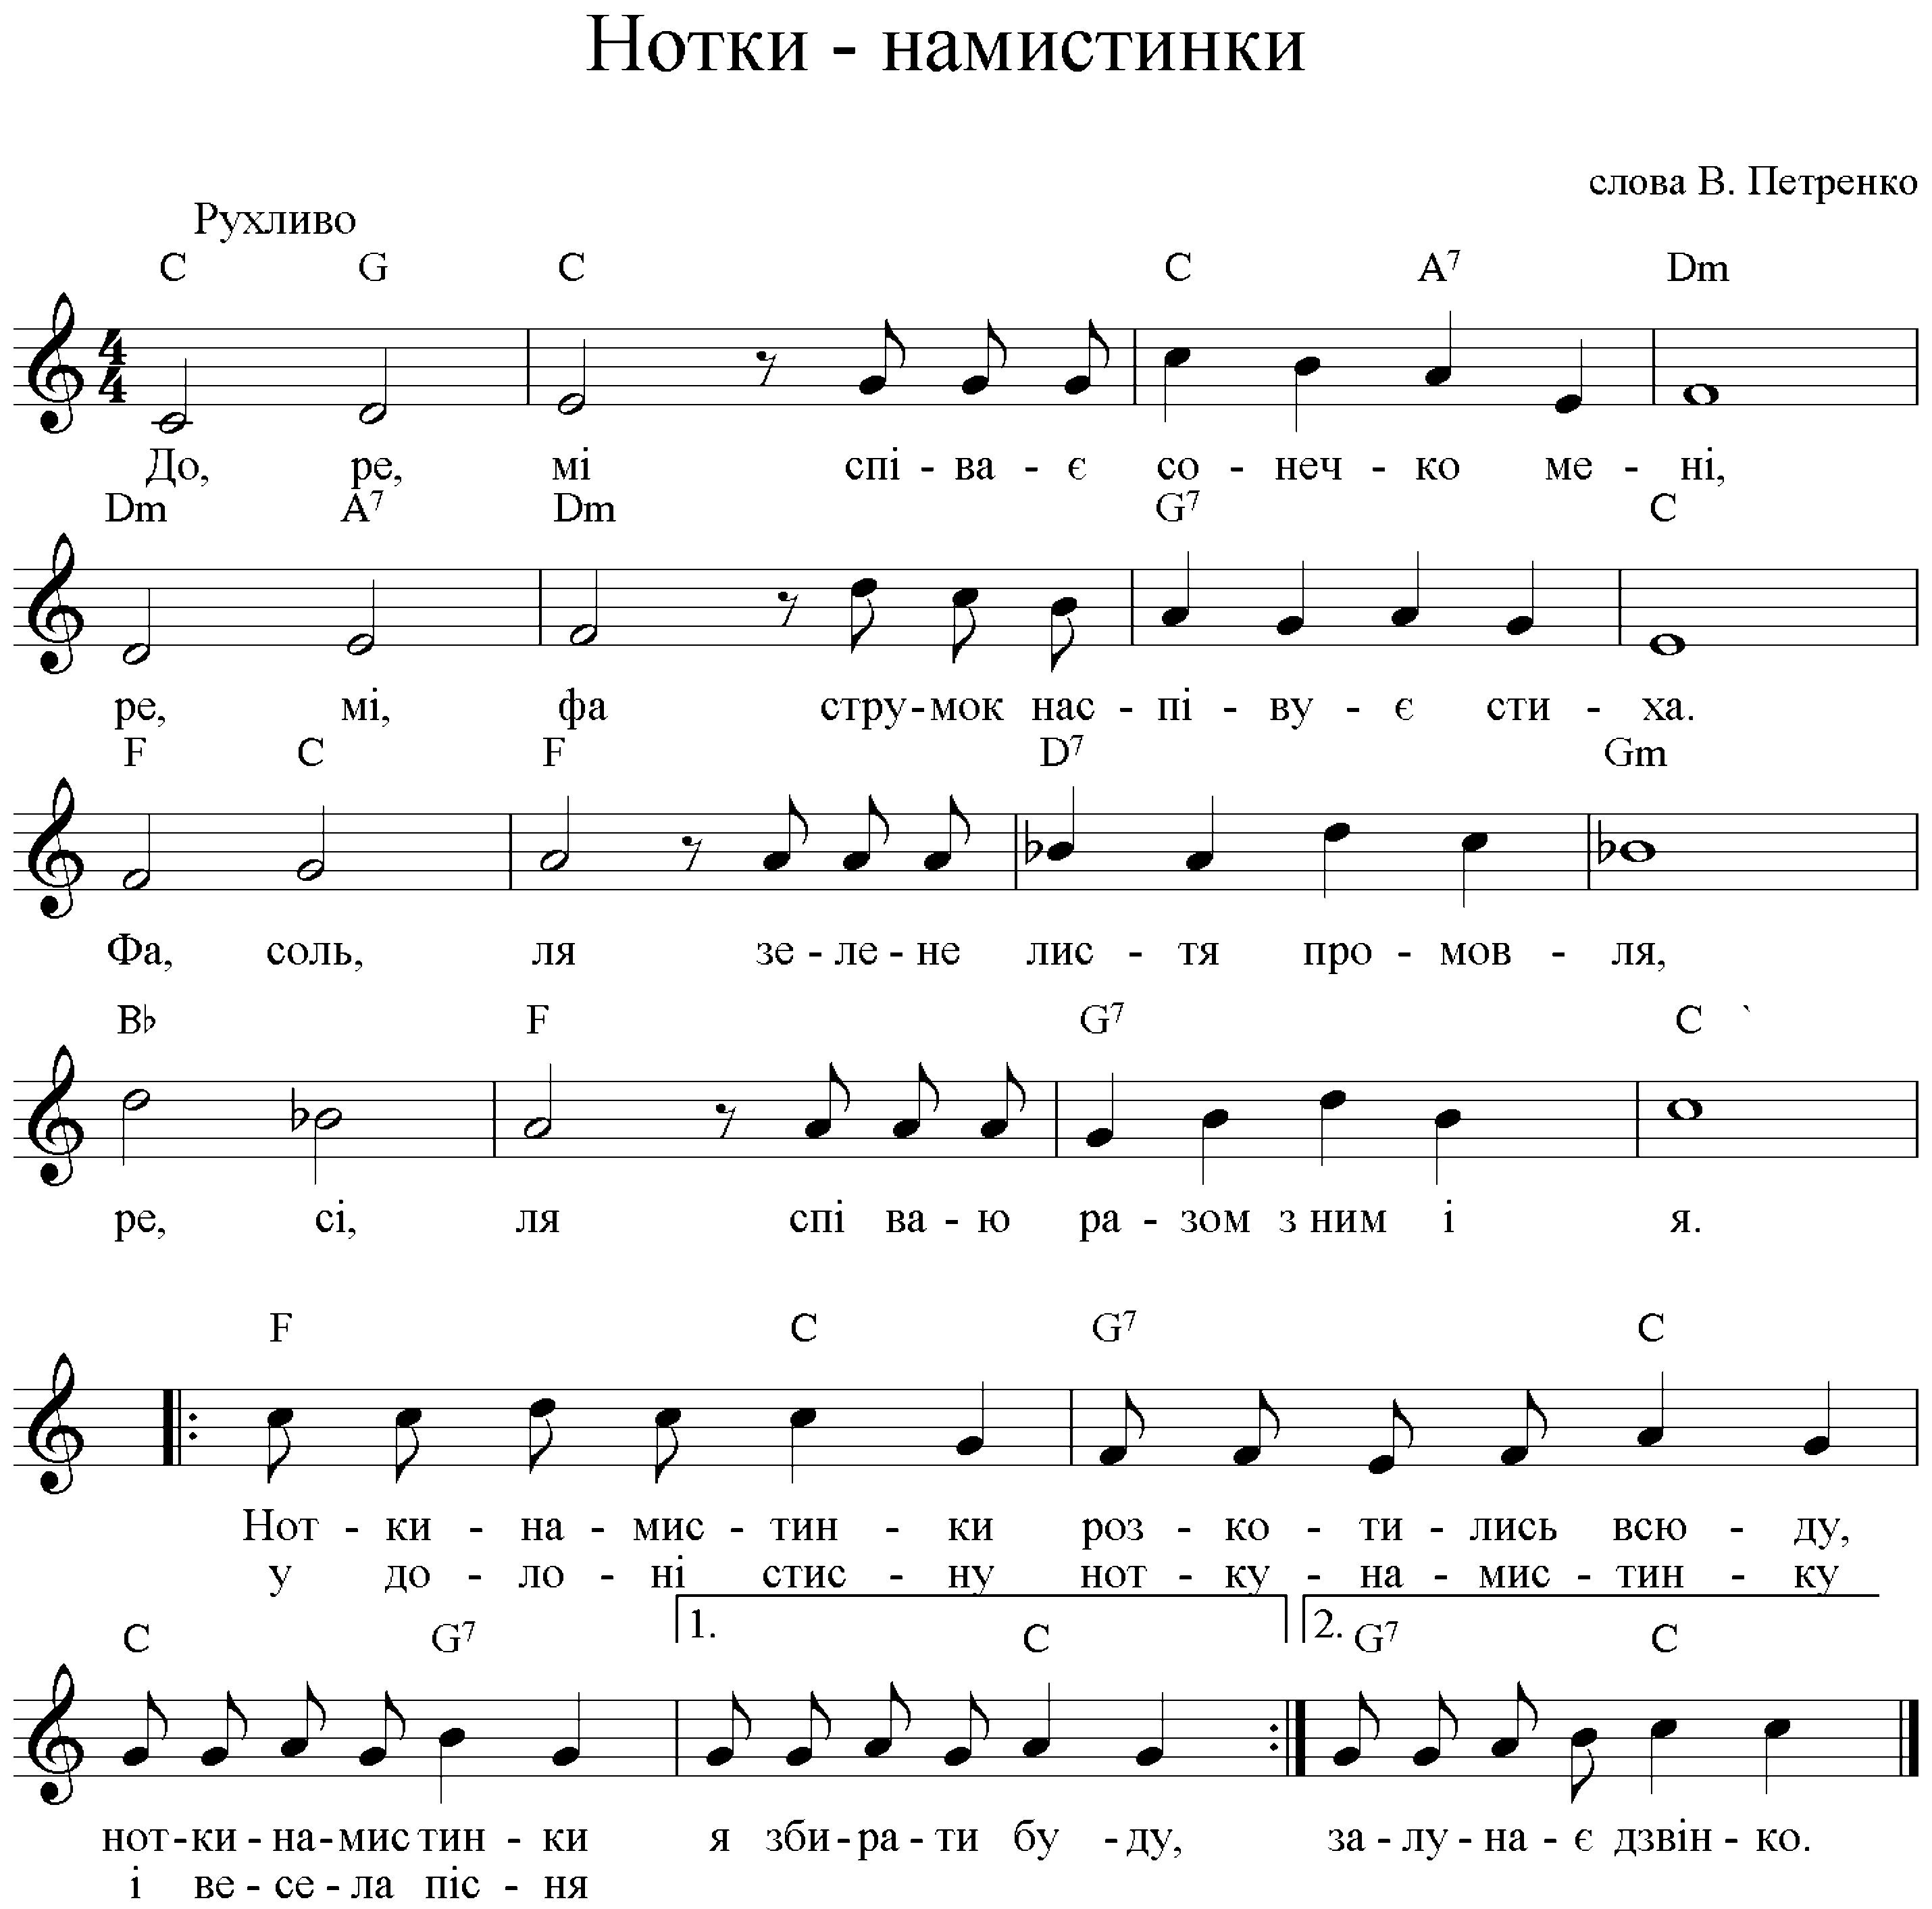 Нотки - намистинки
слова В. Петренко
Рухливо
C G C C A7 Dm
4/4
До, ре, мі спі - ва - є со - неч - ко ме - ні,
Dm A7 Dm G7 C
ре, мі, фа стру-мок нас - пі - ву - є сти - ха.
F C F D7 Gm
Фа, соль, ля зе - ле - не лис - тя про - мов - ля,
B♭ F G7 C `
ре, сі, ля спі ва - ю ра - зом з ним і я.
F C G7 C
Нот - ки - на - мис - тин - ки роз - ко - ти - лись всю - ду,
у до - ло - ні стис - ну нот - ку - на - мис - тин - ку
1. 2.
C G7 C G7 C
нот-ки-на-мис тин - ки я зби-ра-ти бу -ду, за-лу-на-є дзвін-ко.
і ве-се-ла піс - ня